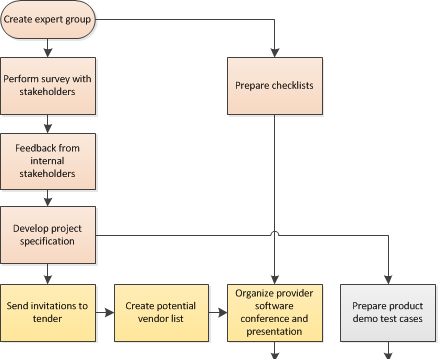 Create expert group
Perform survey with
stakeholders
Prepare checklists
Feedback from
internal
stakeholders
Develop project
specification
Send invitations to
tender
Create potential
vendor list
Organize provider
software
conference and
presentation
Prepare product
demo test cases